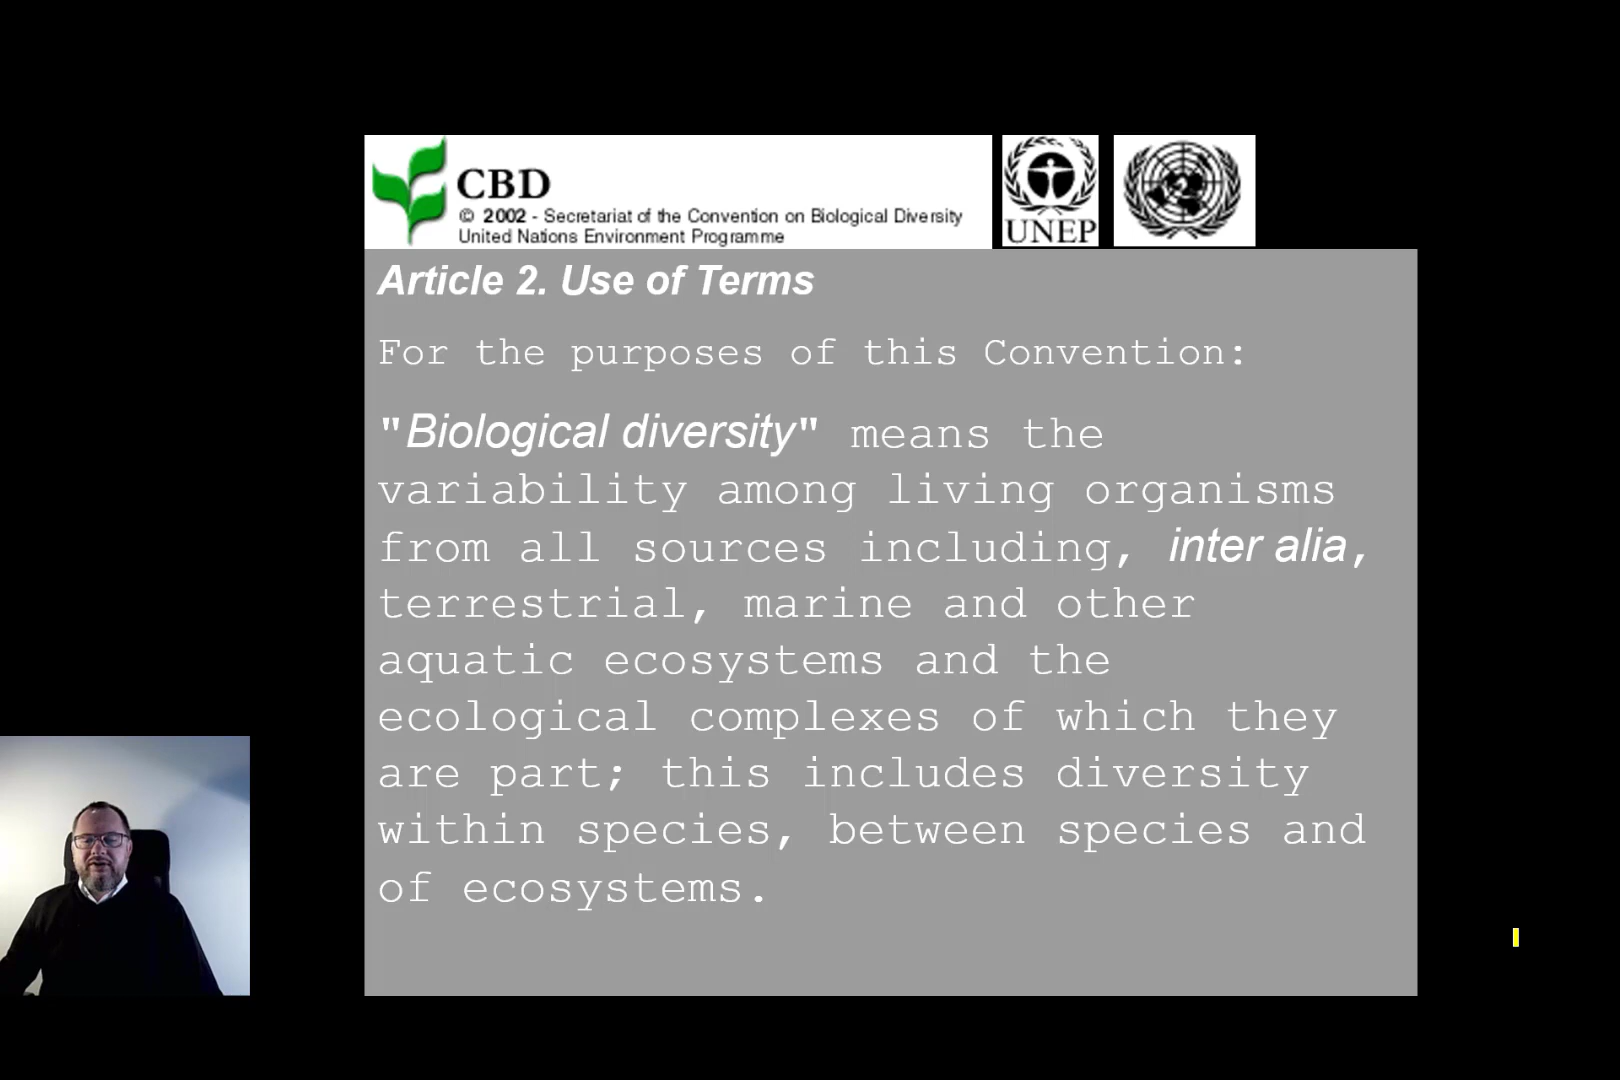 CBD
© 2002 - Secretariat of the Convention on Biological Diversity
United Nations Environment Programme
UNEP
Article 2. Use of Terms
For the purposes of this Convention:
"Biological diversity" means the
variability among living organisms
from all sources including, inter alia,
terrestrial, marine and other
aquatic ecosystems and the
ecological complexes of which they
are part; this includes diversity
within species, between species and
of ecosystems.